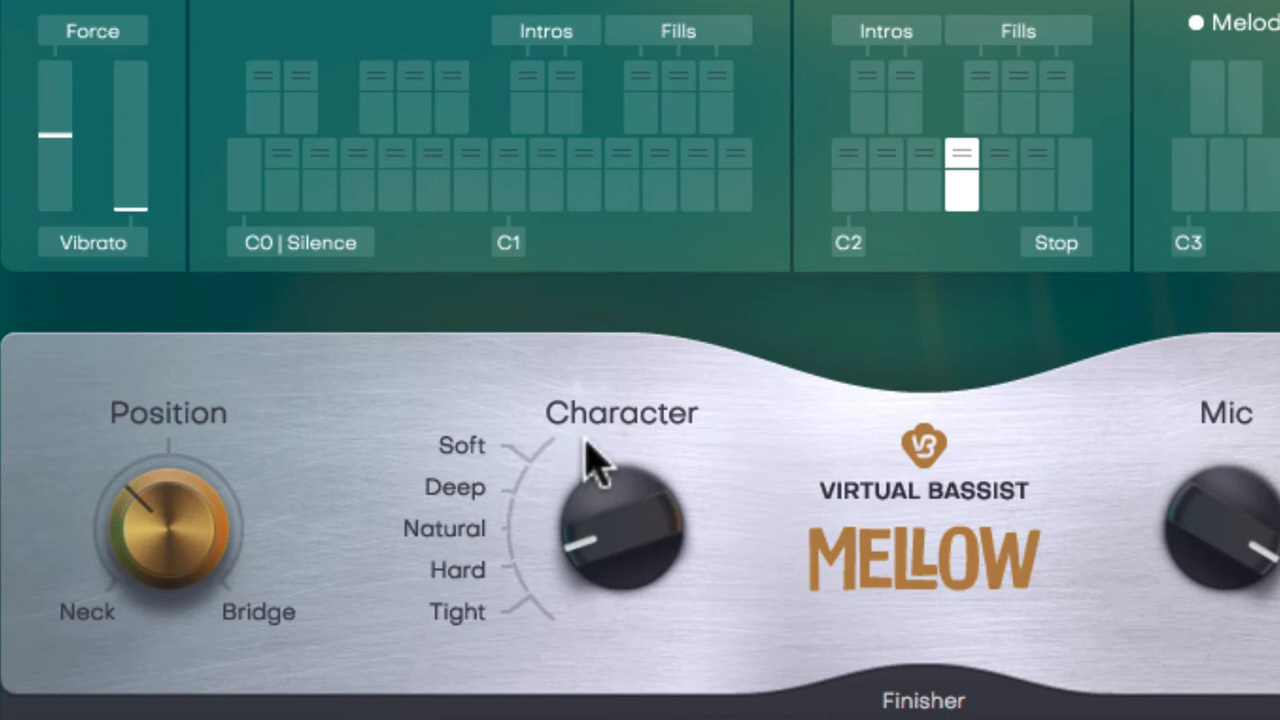 Force
Intros
Fills
Intros
Fills
Melod
Vibrato
C0 | Silence
C1
C2
Stop
C3
Position
Character
Mic
Soft
Deep
Natural
Hard
Tight
Neck
Bridge
VB
VIRTUAL BASSIST
MELLOW
Finisher